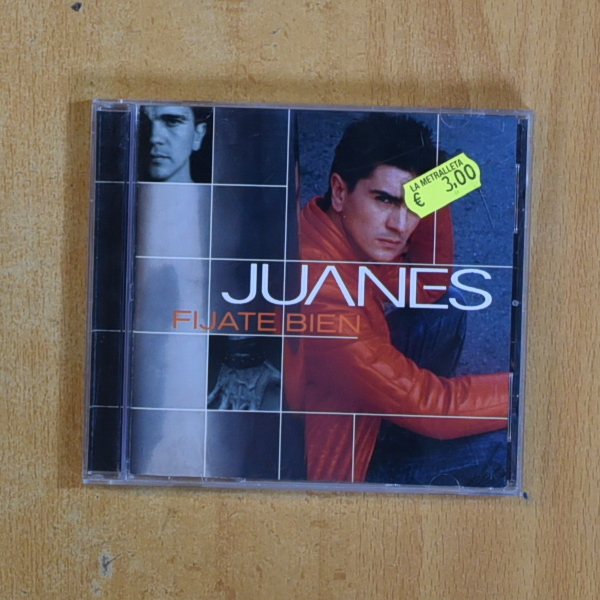 LA METRALLETA
€ 3,00
JUANES
FIJATE BIEN